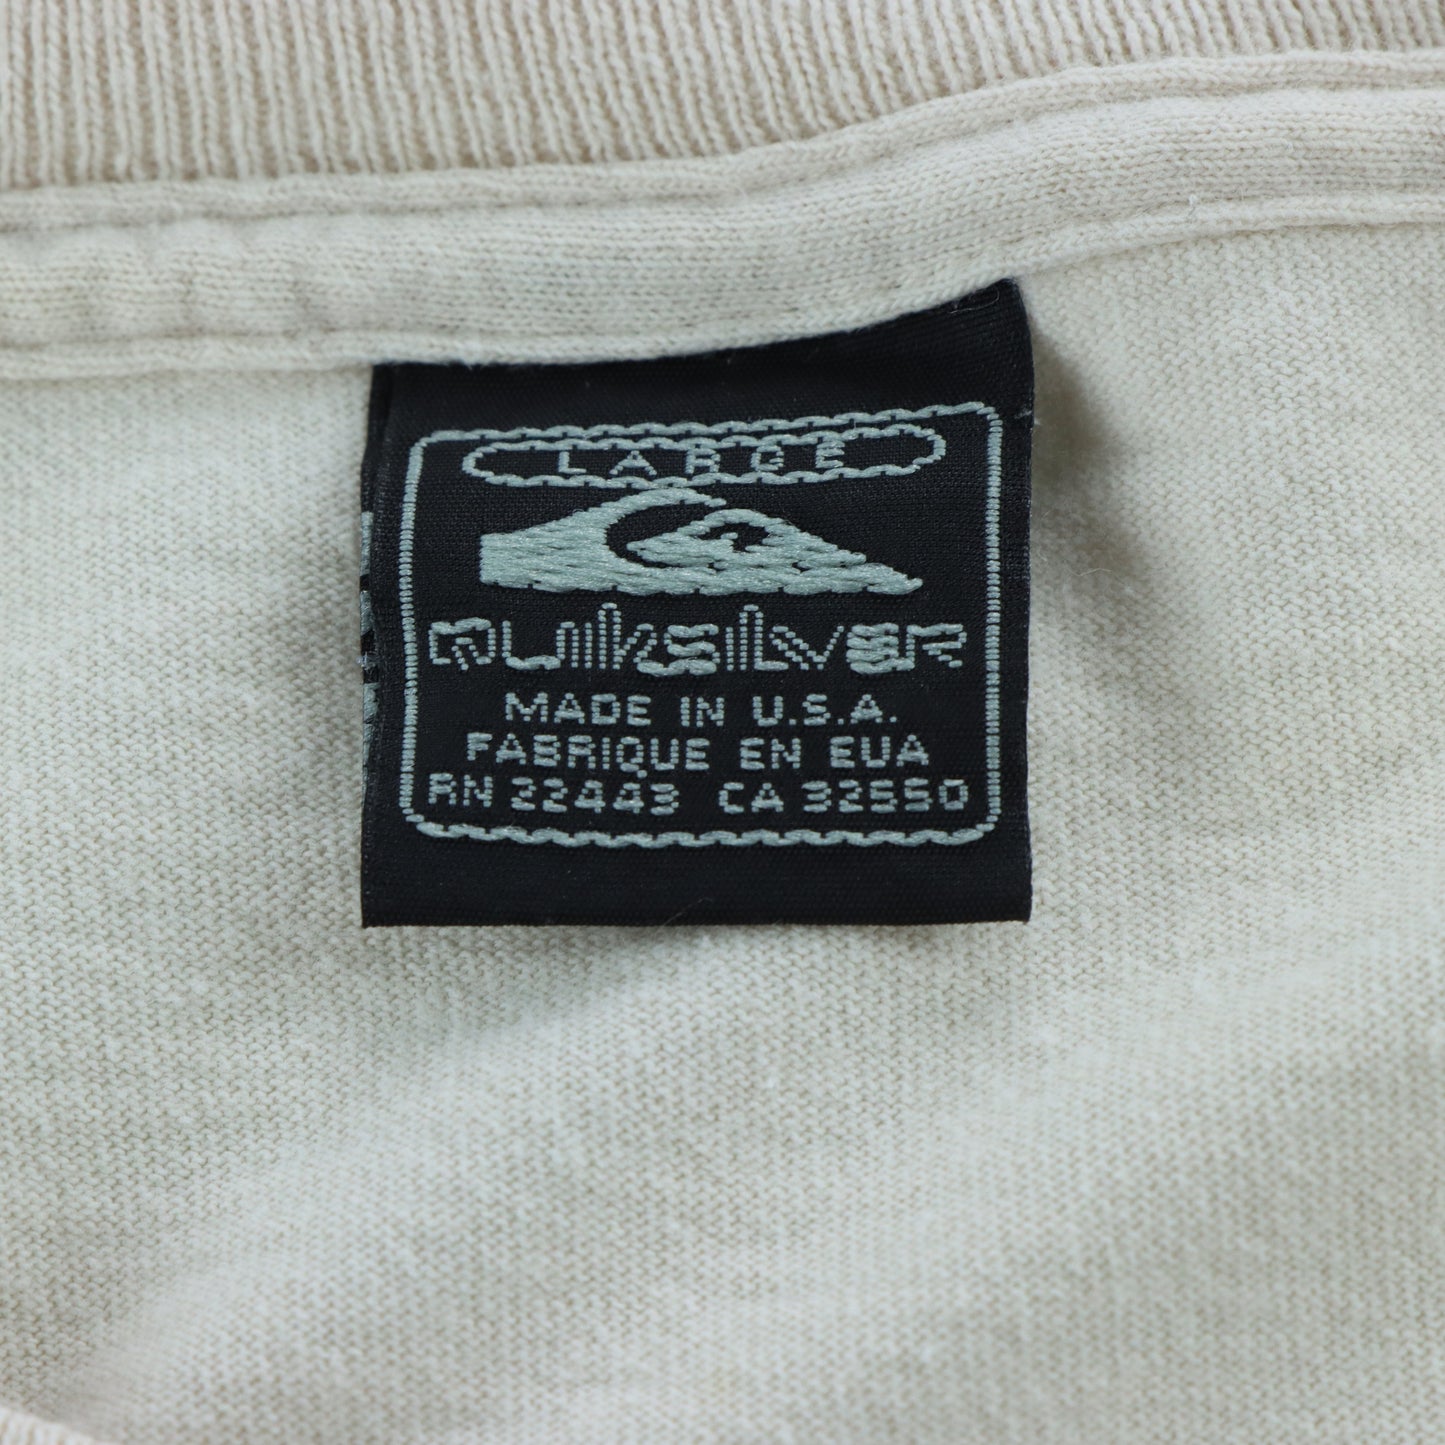 LARGE
QUIKSILVER
MADE IN U.S.A.
FABRIQUE EN EUA
RN 22443 CA 32550